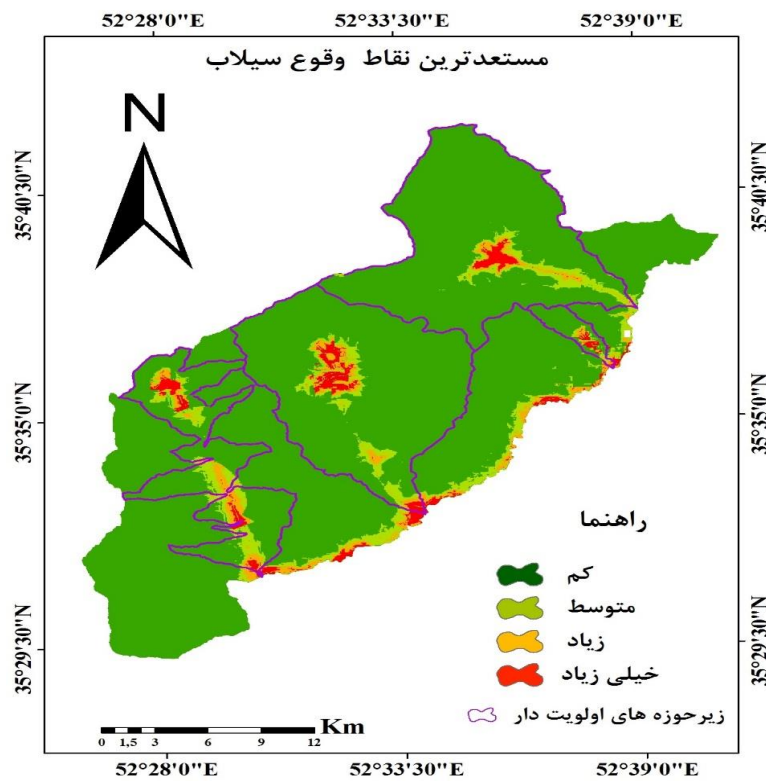 52°28'0"E 52°33'30"E 52°39'0"E
مستعدترین نقاط وقوع سیلاب
N
35°40'30"N 35°40'30"N
35°35'0"N 35°35'0"N
راهنما
کم
متوسط
زیاد
خیلی زیاد
زیرحوزه های اولویت دار
35°29'30"N 35°29'30"N
Km
0 1,5 3 6 9 12
52°28'0"E 52°33'30"E 52°39'0"E